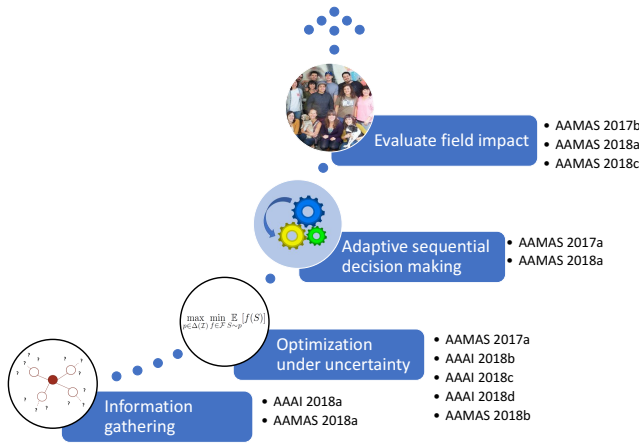 Evaluate field impact
• AAMAS 2017b
• AAMAS 2018a
• AAMAS 2018c
Adaptive sequential
decision making
• AAMAS 2017a
• AAMAS 2018a
max min 𝔼 [f(S)]
p∈Δ(I) f∈F S∼p
Optimization
under uncertainty
• AAMAS 2017a
• AAAI 2018b
• AAAI 2018c
• AAAI 2018d
• AAMAS 2018b
? ? ? ?
? ? ? ?
? ? ? ?
Information
gathering
• AAAI 2018a
• AAMAS 2018a